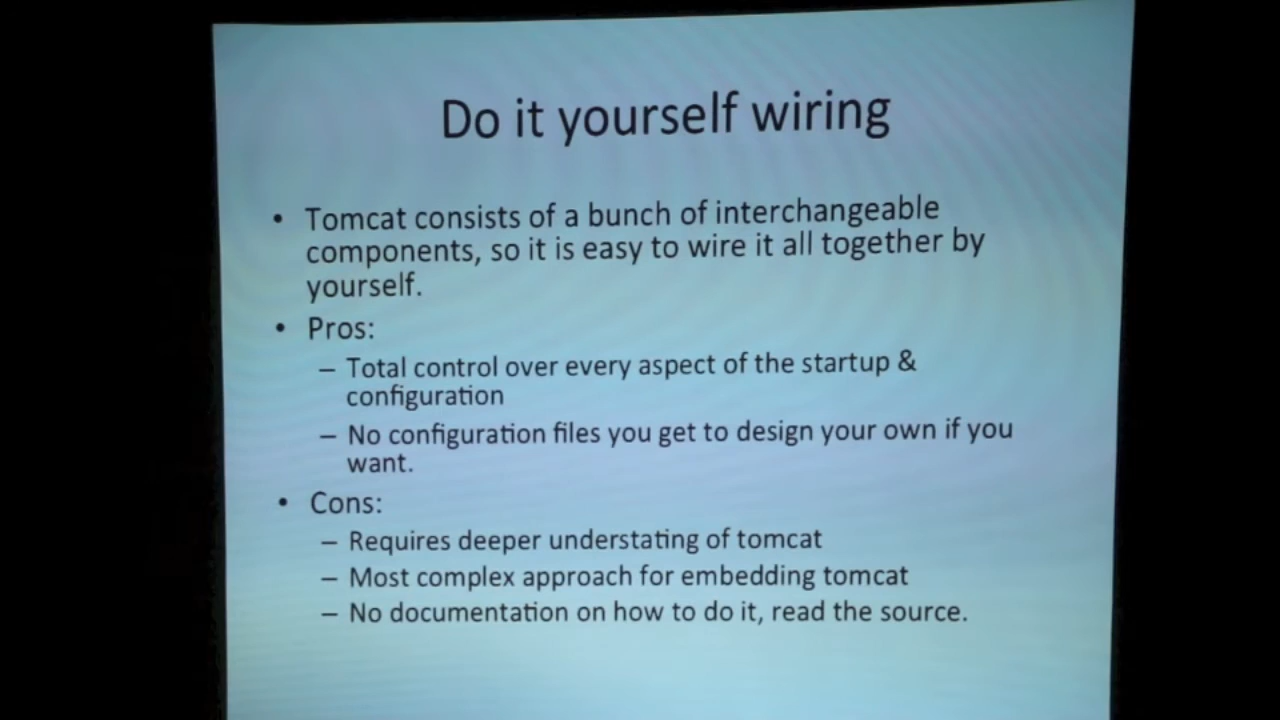 Do it yourself wiring
• Tomcat consists of a bunch of interchangeable
components, so it is easy to wire it all together by
yourself.
• Pros:
– Total control over every aspect of the startup &
configuration
– No configuration files you get to design your own if you
want.
• Cons:
– Requires deeper understating of tomcat
– Most complex approach for embedding tomcat
– No documentation on how to do it, read the source.